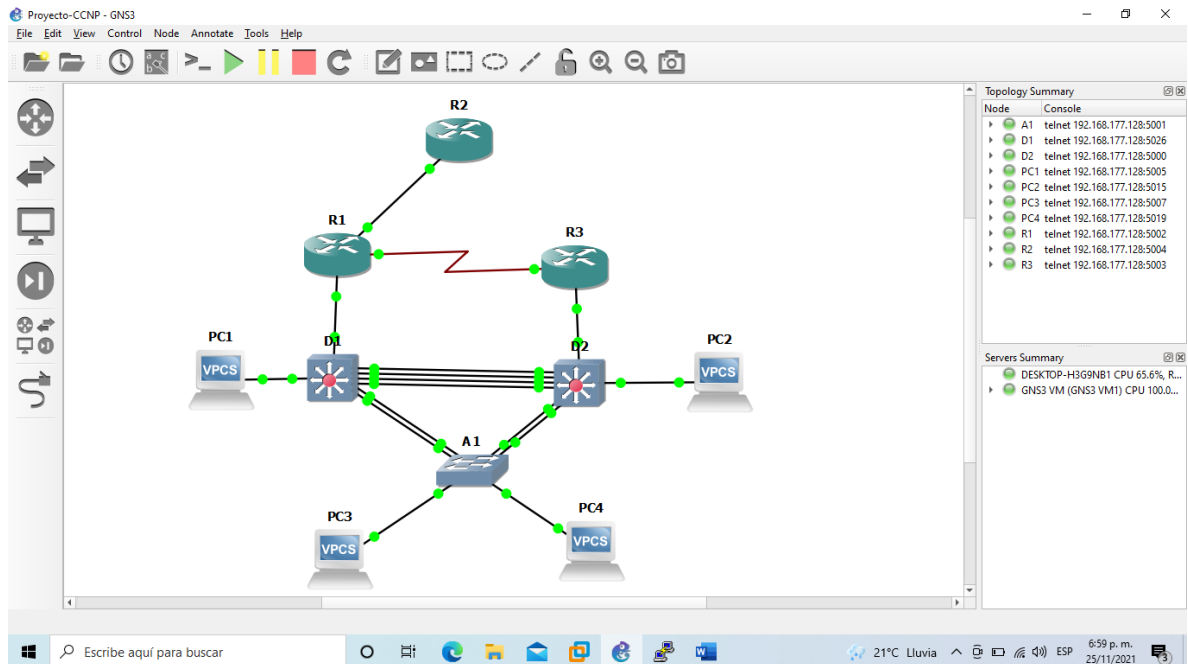 Proyecto-CCNP - GNS3
File Edit View Control Node Annotate Tools Help
R2
R1
R3
PC1
VPCS
D1
D2
PC2
VPCS
A1
PC3
VPCS
PC4
VPCS
Topology Summary
Node Console
A1 telnet 192.168.177.128:5001
D1 telnet 192.168.177.128:5026
D2 telnet 192.168.177.128:5000
PC1 telnet 192.168.177.128:5005
PC2 telnet 192.168.177.128:5015
PC3 telnet 192.168.177.128:5007
PC4 telnet 192.168.177.128:5019
R1 telnet 192.168.177.128:5002
R2 telnet 192.168.177.128:5004
R3 telnet 192.168.177.128:5003
Servers Summary
DESKTOP-H3G9NB1 CPU 65.6%, R...
GNS3 VM (GNS3 VM1) CPU 100.0...
Escribe aquí para buscar
21°C Lluvia
ESP
6:59 p. m.
25/11/2021
3